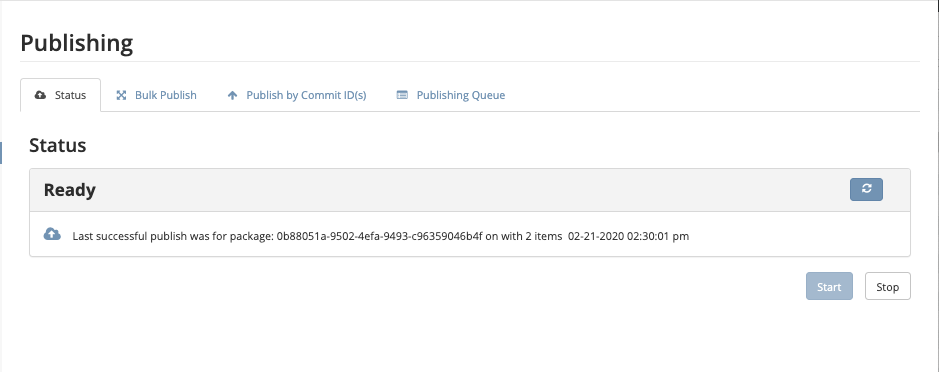 Publishing
Status Bulk Publish Publish by Commit ID(s) Publishing Queue
Status
Ready
Last successful publish was for package: 0b88051a-9502-4efa-9493-c96359046b4f on with 2 items 02-21-2020 02:30:01 pm
Start Stop